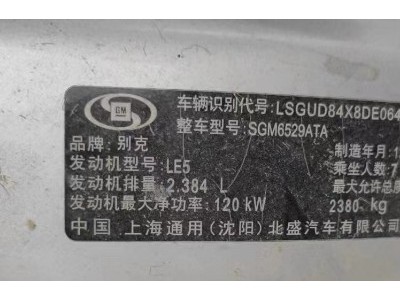 GM
车辆识别代号: LSGUD84X8DE064
整车型号: SGM6529ATA
品牌: 别克
制造年月: 1
发动机型号: LE5
乘坐人数: 7
发动机排量: 2.384 L
最大允许总质
发动机最大净功率: 120 kW
2380 kg
中国 上海通用(沈阳)北盛汽车有限公